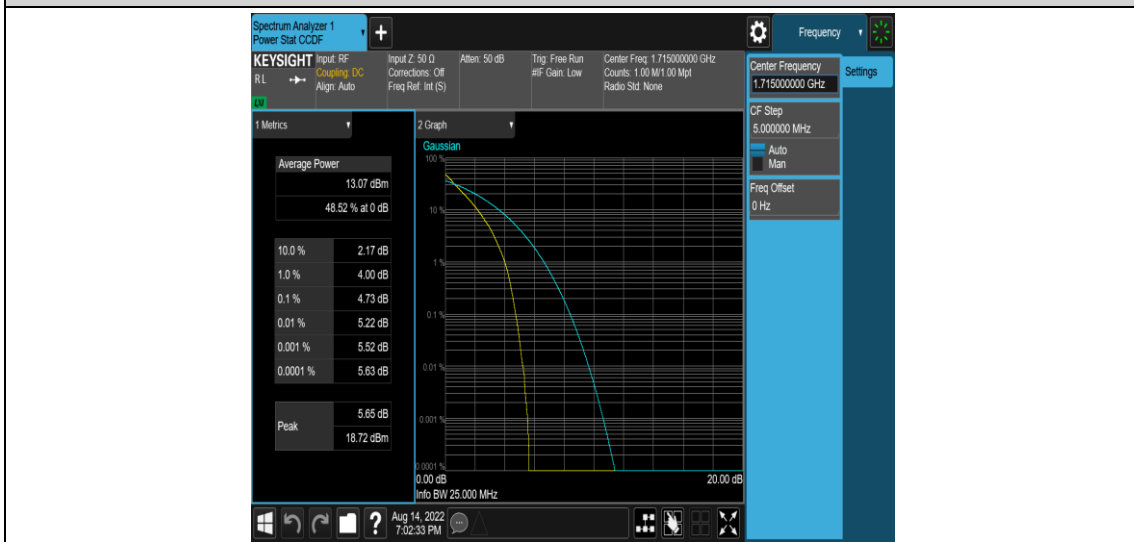 Spectrum Analyzer 1
Power Stat CCDF
Frequency
KEYSIGHT
RL
Input: RF
Coupling: DC
Align: Auto
Input Z: 50 Ω
Corrections: Off
Freq Ref: Int (S)
Atten: 50 dB
Trig: Free Run
#IF Gain: Low
Center Freq: 1.715000000 GHz
Counts: 1.00 M/1.00 Mpt
Radio Std: None
Center Frequency
1.715000000 GHz
Settings
CF Step
5.000000 MHz
Auto
Man
Freq Offset
0 Hz
1 Metrics
Average Power
13.07 dBm
48.52 % at 0 dB
10.0 % 2.17 dB
1.0 % 4.00 dB
0.1 % 4.73 dB
0.01 % 5.22 dB
0.001 % 5.52 dB
0.0001 % 5.63 dB
Peak
5.65 dB
18.72 dBm
2 Graph
Gaussian
100 %
10 %
1 %
0.1 %
0.01 %
0.001 %
0.0001 %
0.00 dB 20.00 dB
Info BW 25.000 MHz
?
Aug 14, 2022
7:02:33 PM